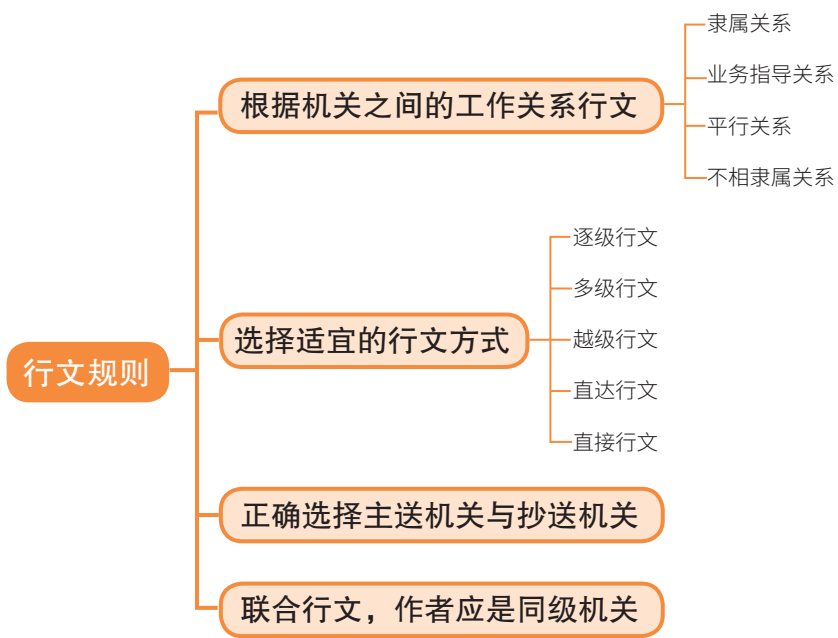 行文规则
根据机关之间的工作关系行文
隶属关系
业务指导关系
平行关系
不相隶属关系
选择适宜的行文方式
逐级行文
多级行文
越级行文
直达行文
直接行文
正确选择主送机关与抄送机关
联合行文，作者应是同级机关